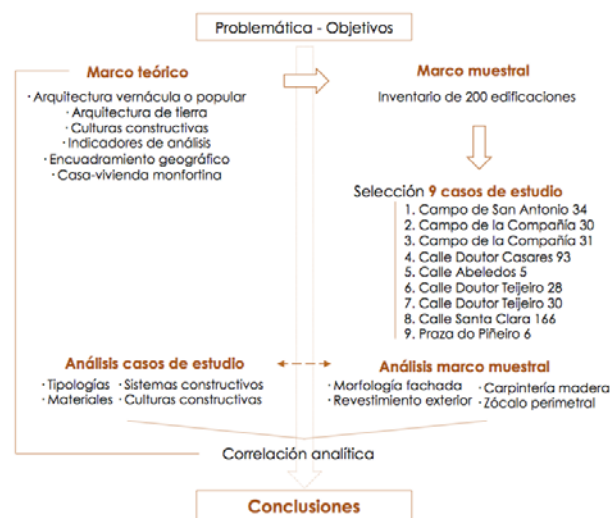 Problemática - Objetivos
Marco teórico
· Arquitectura vernácula o popular
· Arquitectura de tierra
· Culturas constructivas
· Indicadores de análisis
· Encuadramiento geográfico
· Casa-vivienda monfortina
Marco muestral
Inventario de 200 edificaciones
Selección 9 casos de estudio
1. Campo de San Antonio 34
2. Campo de la Compañía 30
3. Campo de la Compañía 31
4. Calle Doutor Casares 93
5. Calle Abeledos 5
6. Calle Doutor Teijeiro 28
7. Calle Doutor Teijeiro 30
8. Calle Santa Clara 166
9. Praza do Piñeiro 6
Análisis casos de estudio
· Tipologías · Sistemas constructivos
· Materiales · Culturas constructivas
Análisis marco muestral
· Morfología fachada · Carpintería madera
· Revestimiento exterior · Zócalo perimetral
Correlación analítica
Conclusiones